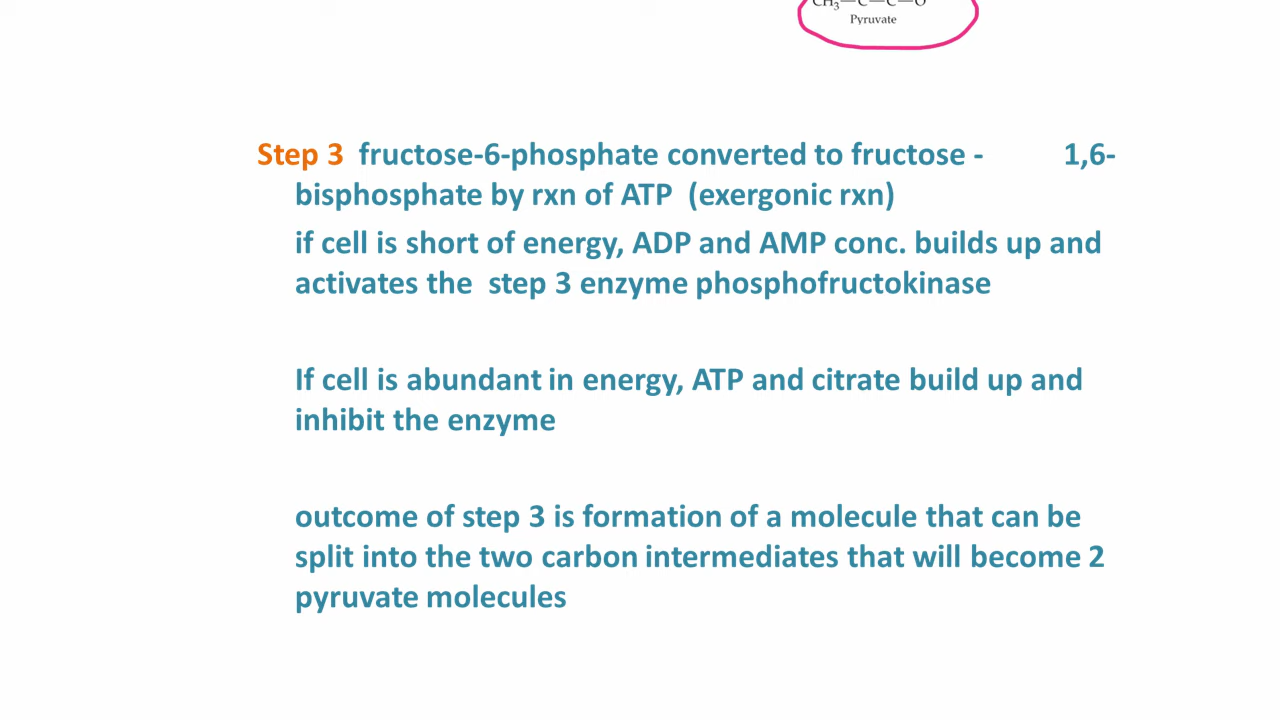 CH3—C—C—O
Pyruvate
Step 3 fructose-6-phosphate converted to fructose - 1,6-
bisphosphate by rxn of ATP (exergonic rxn)
if cell is short of energy, ADP and AMP conc. builds up and
activates the step 3 enzyme phosphofructokinase
If cell is abundant in energy, ATP and citrate build up and
inhibit the enzyme
outcome of step 3 is formation of a molecule that can be
split into the two carbon intermediates that will become 2
pyruvate molecules